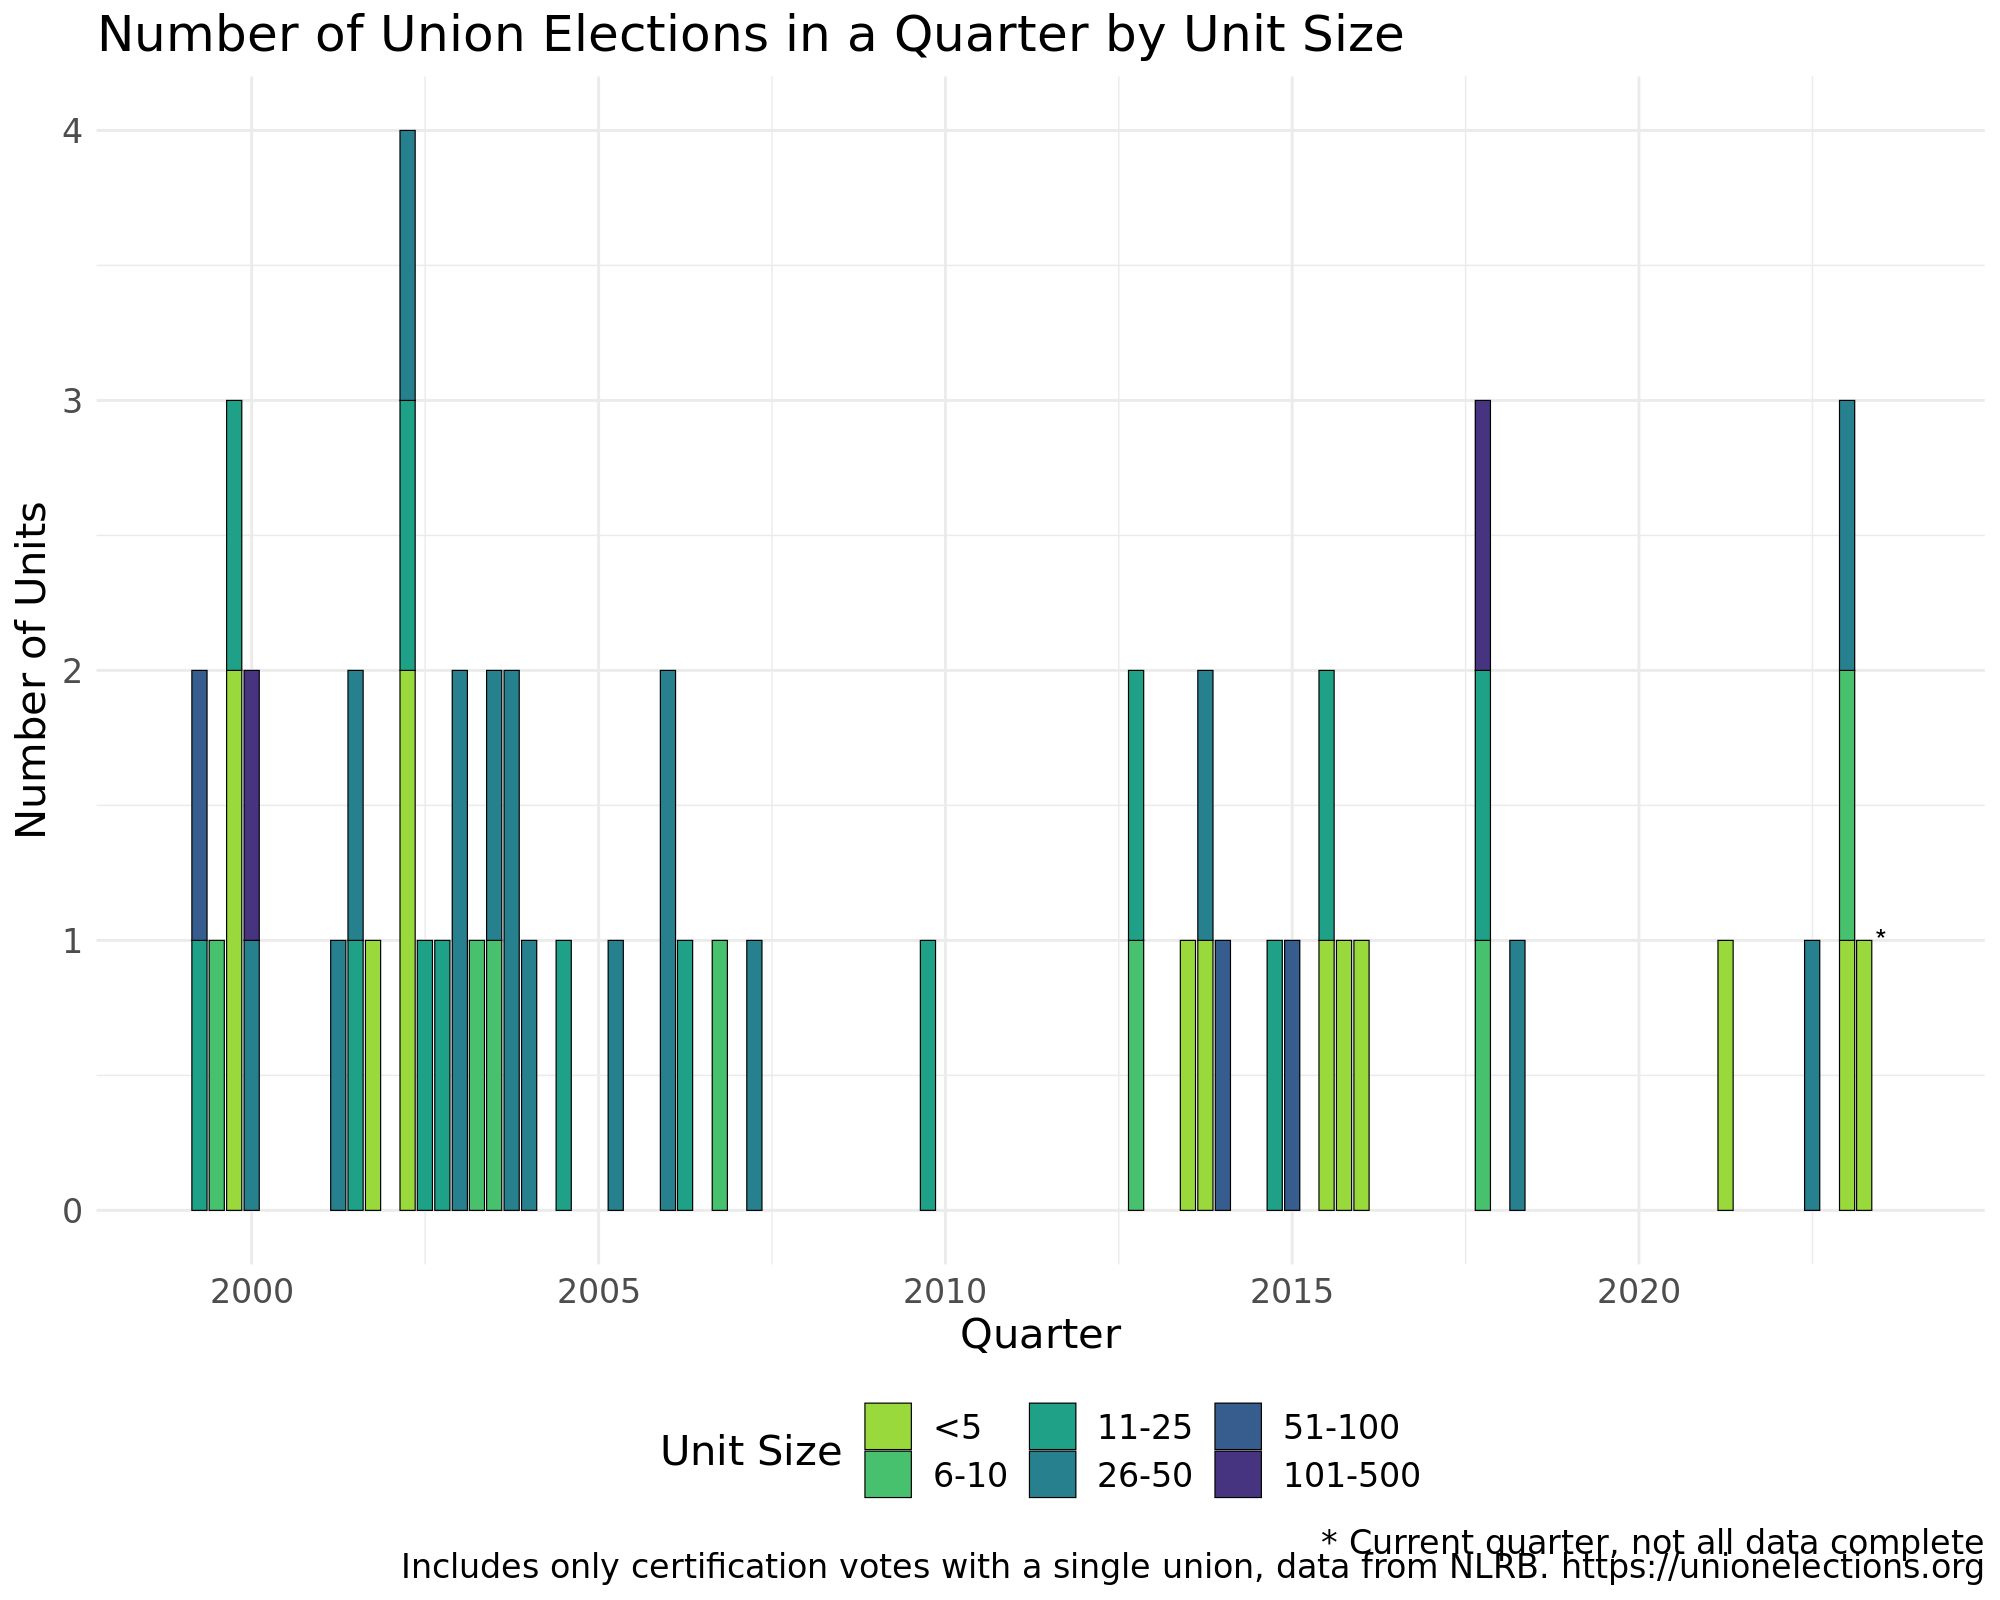 Number of Union Elections in a Quarter by Unit Size
Number of Units
4
3
2
1
0
*
2000 2005 2010 2015 2020
Quarter
Unit Size
<5 11-25 51-100
6-10 26-50 101-500
* Current quarter, not all data complete
Includes only certification votes with a single union, data from NLRB. https://unionelections.org